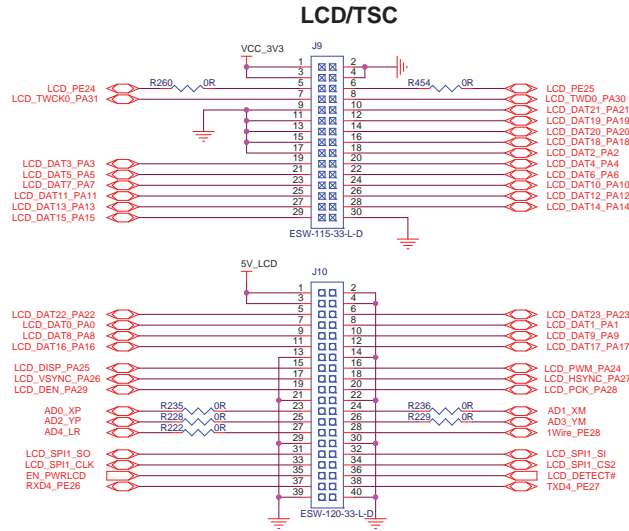 LCD/TSC
J9
VCC_3V3
1 2
3 4
LCD_PE24 R260 0R 5 6 R454 0R LCD_PE25
LCD_TWCK0_PA31 7 8 LCD_TWD0_PA30
9 10 LCD_DAT21_PA21
11 12 LCD_DAT19_PA19
13 14 LCD_DAT20_PA20
15 16 LCD_DAT18_PA18
17 18 LCD_DAT2_PA2
LCD_DAT3_PA3 19 20 LCD_DAT4_PA4
LCD_DAT5_PA5 21 22 LCD_DAT6_PA6
LCD_DAT7_PA7 23 24 LCD_DAT10_PA10
LCD_DAT11_PA11 25 26 LCD_DAT12_PA12
LCD_DAT13_PA13 27 28 LCD_DAT14_PA14
LCD_DAT15_PA15 29 30
ESW-115-33-L-D
5V_LCD
J10
1 2
3 4
LCD_DAT22_PA22 5 6 LCD_DAT23_PA23
LCD_DAT0_PA0 7 8 LCD_DAT1_PA1
LCD_DAT8_PA8 9 10 LCD_DAT9_PA9
LCD_DAT16_PA16 11 12 LCD_DAT17_PA17
13 14
LCD_DISP_PA25 15 16 LCD_PWM_PA24
LCD_VSYNC_PA26 17 18 LCD_HSYNC_PA27
LCD_DEN_PA29 19 20 LCD_PCK_PA28
21 22
AD0_XP R235 0R 23 24 R236 0R AD1_XM
AD2_YP R228 0R 25 26 R229 0R AD3_YM
AD4_LR R222 0R 27 28 1Wire_PE28
29 30
LCD_SPI1_SO 31 32 LCD_SPI1_SI
LCD_SPI1_CLK 33 34 LCD_SPI1_CS2
EN_PWRLCD 35 36 LCD_DETECT#
RXD4_PE26 37 38 TXD4_PE27
39 40
ESW-120-33-L-D